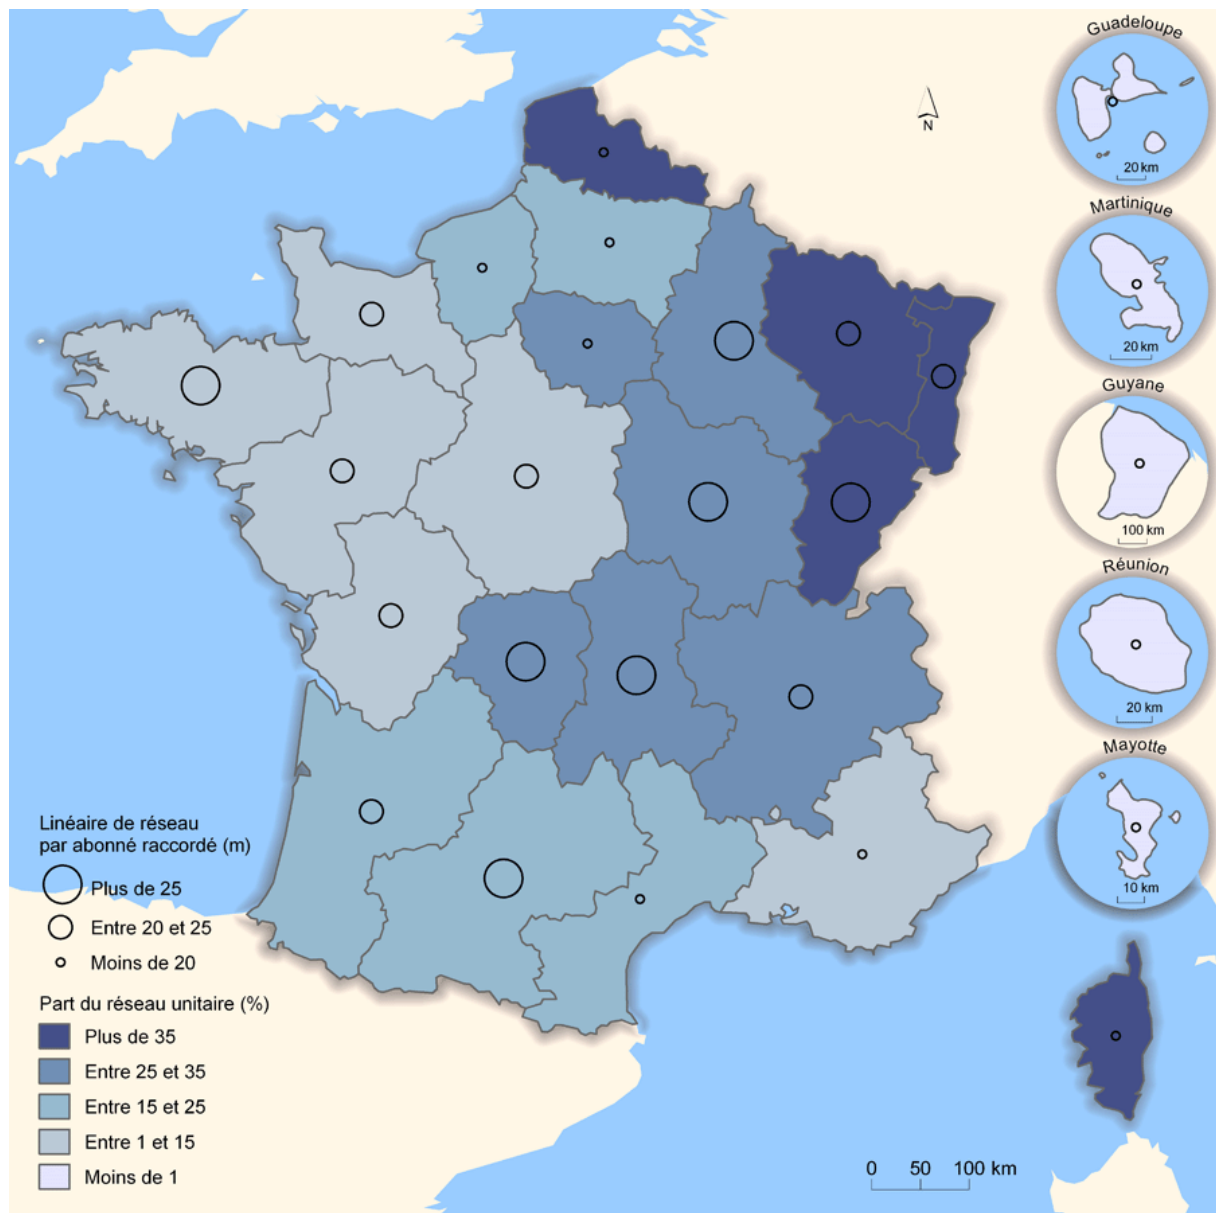 Guadeloupe
20 km
Martinique
20 km
Guyane
100 km
Réunion
20 km
Mayotte
10 km
N
Linéaire de réseau
par abonné raccordé (m)
Plus de 25
Entre 20 et 25
Moins de 20
Part du réseau unitaire (%)
Plus de 35
Entre 25 et 35
Entre 15 et 25
Entre 1 et 15
Moins de 1
0 50 100 km